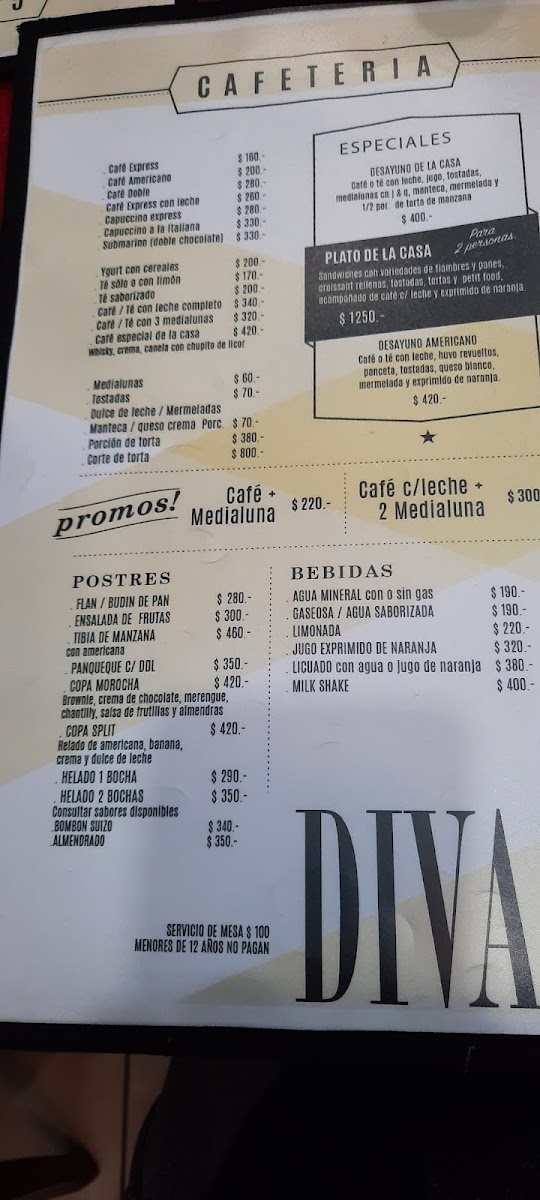 CAFETERIA
. Café Express $ 160.-
. Café Americano $ 200.-
. Café Doble $ 280.-
. Café Express con leche $ 260.-
. Capuccino express $ 280.-
. Capuccino a la Italiana $ 330.-
. Submarino (doble chocolate) $ 330.-
. Ygurt con cereales $ 200.-
. Té sólo o con limón $ 170.-
. Té saborizado $ 200.-
. Café / Té con leche completo $ 340.-
. Café / Té con 3 medialunas $ 320.-
. Café especial de la casa $ 420.-
Whisky, crema, canela con chupito de licor
. Medialunas $ 60.-
. Tostadas $ 70.-
. Dulce de leche / Mermeladas
. Manteca / queso crema Porc. $ 70.-
. Porción de torta $ 380.-
. Corte de torta $ 800.-
ESPECIALES
DESAYUNO DE LA CASA
Café o té con leche, jugo, tostadas,
medialunas cn j & q, manteca, mermelada y
1/2 por. de torta de manzana
$ 400.-
PLATO DE LA CASA
Para
2 personas.
Sandwiches con variedades de fiambres y panes,
croissant rellenas, tostadas, tortas y petit food,
acompañado de café c/ leche y exprimido de naranja.
$ 1250.-
DESAYUNO AMERICANO
Café o té con leche, huvo revueltos,
panceta, tostadas, queso blanco,
mermelada y exprimido de naranja.
$ 420.-
promos!
Café +
Medialuna $ 220.-
Café c/leche +
2 Medialuna $ 300
POSTRES
. FLAN / BUDIN DE PAN $ 280.-
. ENSALADA DE FRUTAS $ 300.-
. TIBIA DE MANZANA $ 460.-
con americana
. PANQUEQUE C/ DDL $ 350.-
. COPA MOROCHA $ 420.-
Brownie, crema de chocolate, merengue,
chantilly, salsa de frutillas y almendras
. COPA SPLIT $ 420.-
Helado de americana, banana,
crema y dulce de leche
. HELADO 1 BOCHA $ 290.-
. HELADO 2 BOCHAS $ 350.-
Consultar sabores disponibles
.BOMBON SUIZO $ 340.-
.ALMENDRADO $ 350.-
BEBIDAS
. AGUA MINERAL con o sin gas $ 190.-
. GASEOSA / AGUA SABORIZADA $ 190.-
. LIMONADA $ 220.-
. JUGO EXPRIMIDO DE NARANJA $ 320.-
. LICUADO con agua o jugo de naranja $ 380.-
. MILK SHAKE $ 400.-
SERVICIO DE MESA $ 100
MENORES DE 12 AÑOS NO PAGAN
DIVA